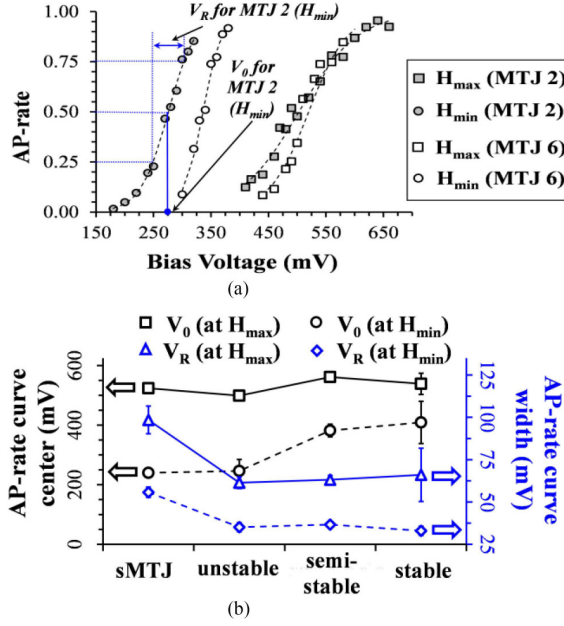 V_R for MTJ 2 (H_min)
V_0 for
MTJ 2
(H_min)
1.00
0.75
0.50
0.25
0.00
AP-rate
150 250 350 450 550 650
Bias Voltage (mV)
H_max (MTJ 2)
H_min (MTJ 2)
H_max (MTJ 6)
H_min (MTJ 6)
(a)
V_0 (at H_max) V_0 (at H_min)
V_R (at H_max) V_R (at H_min)
600
400
200
0
AP-rate curve
center (mV)
125
100
75
50
25
AP-rate curve
width (mV)
sMTJ unstable semi-
stable stable
(b)